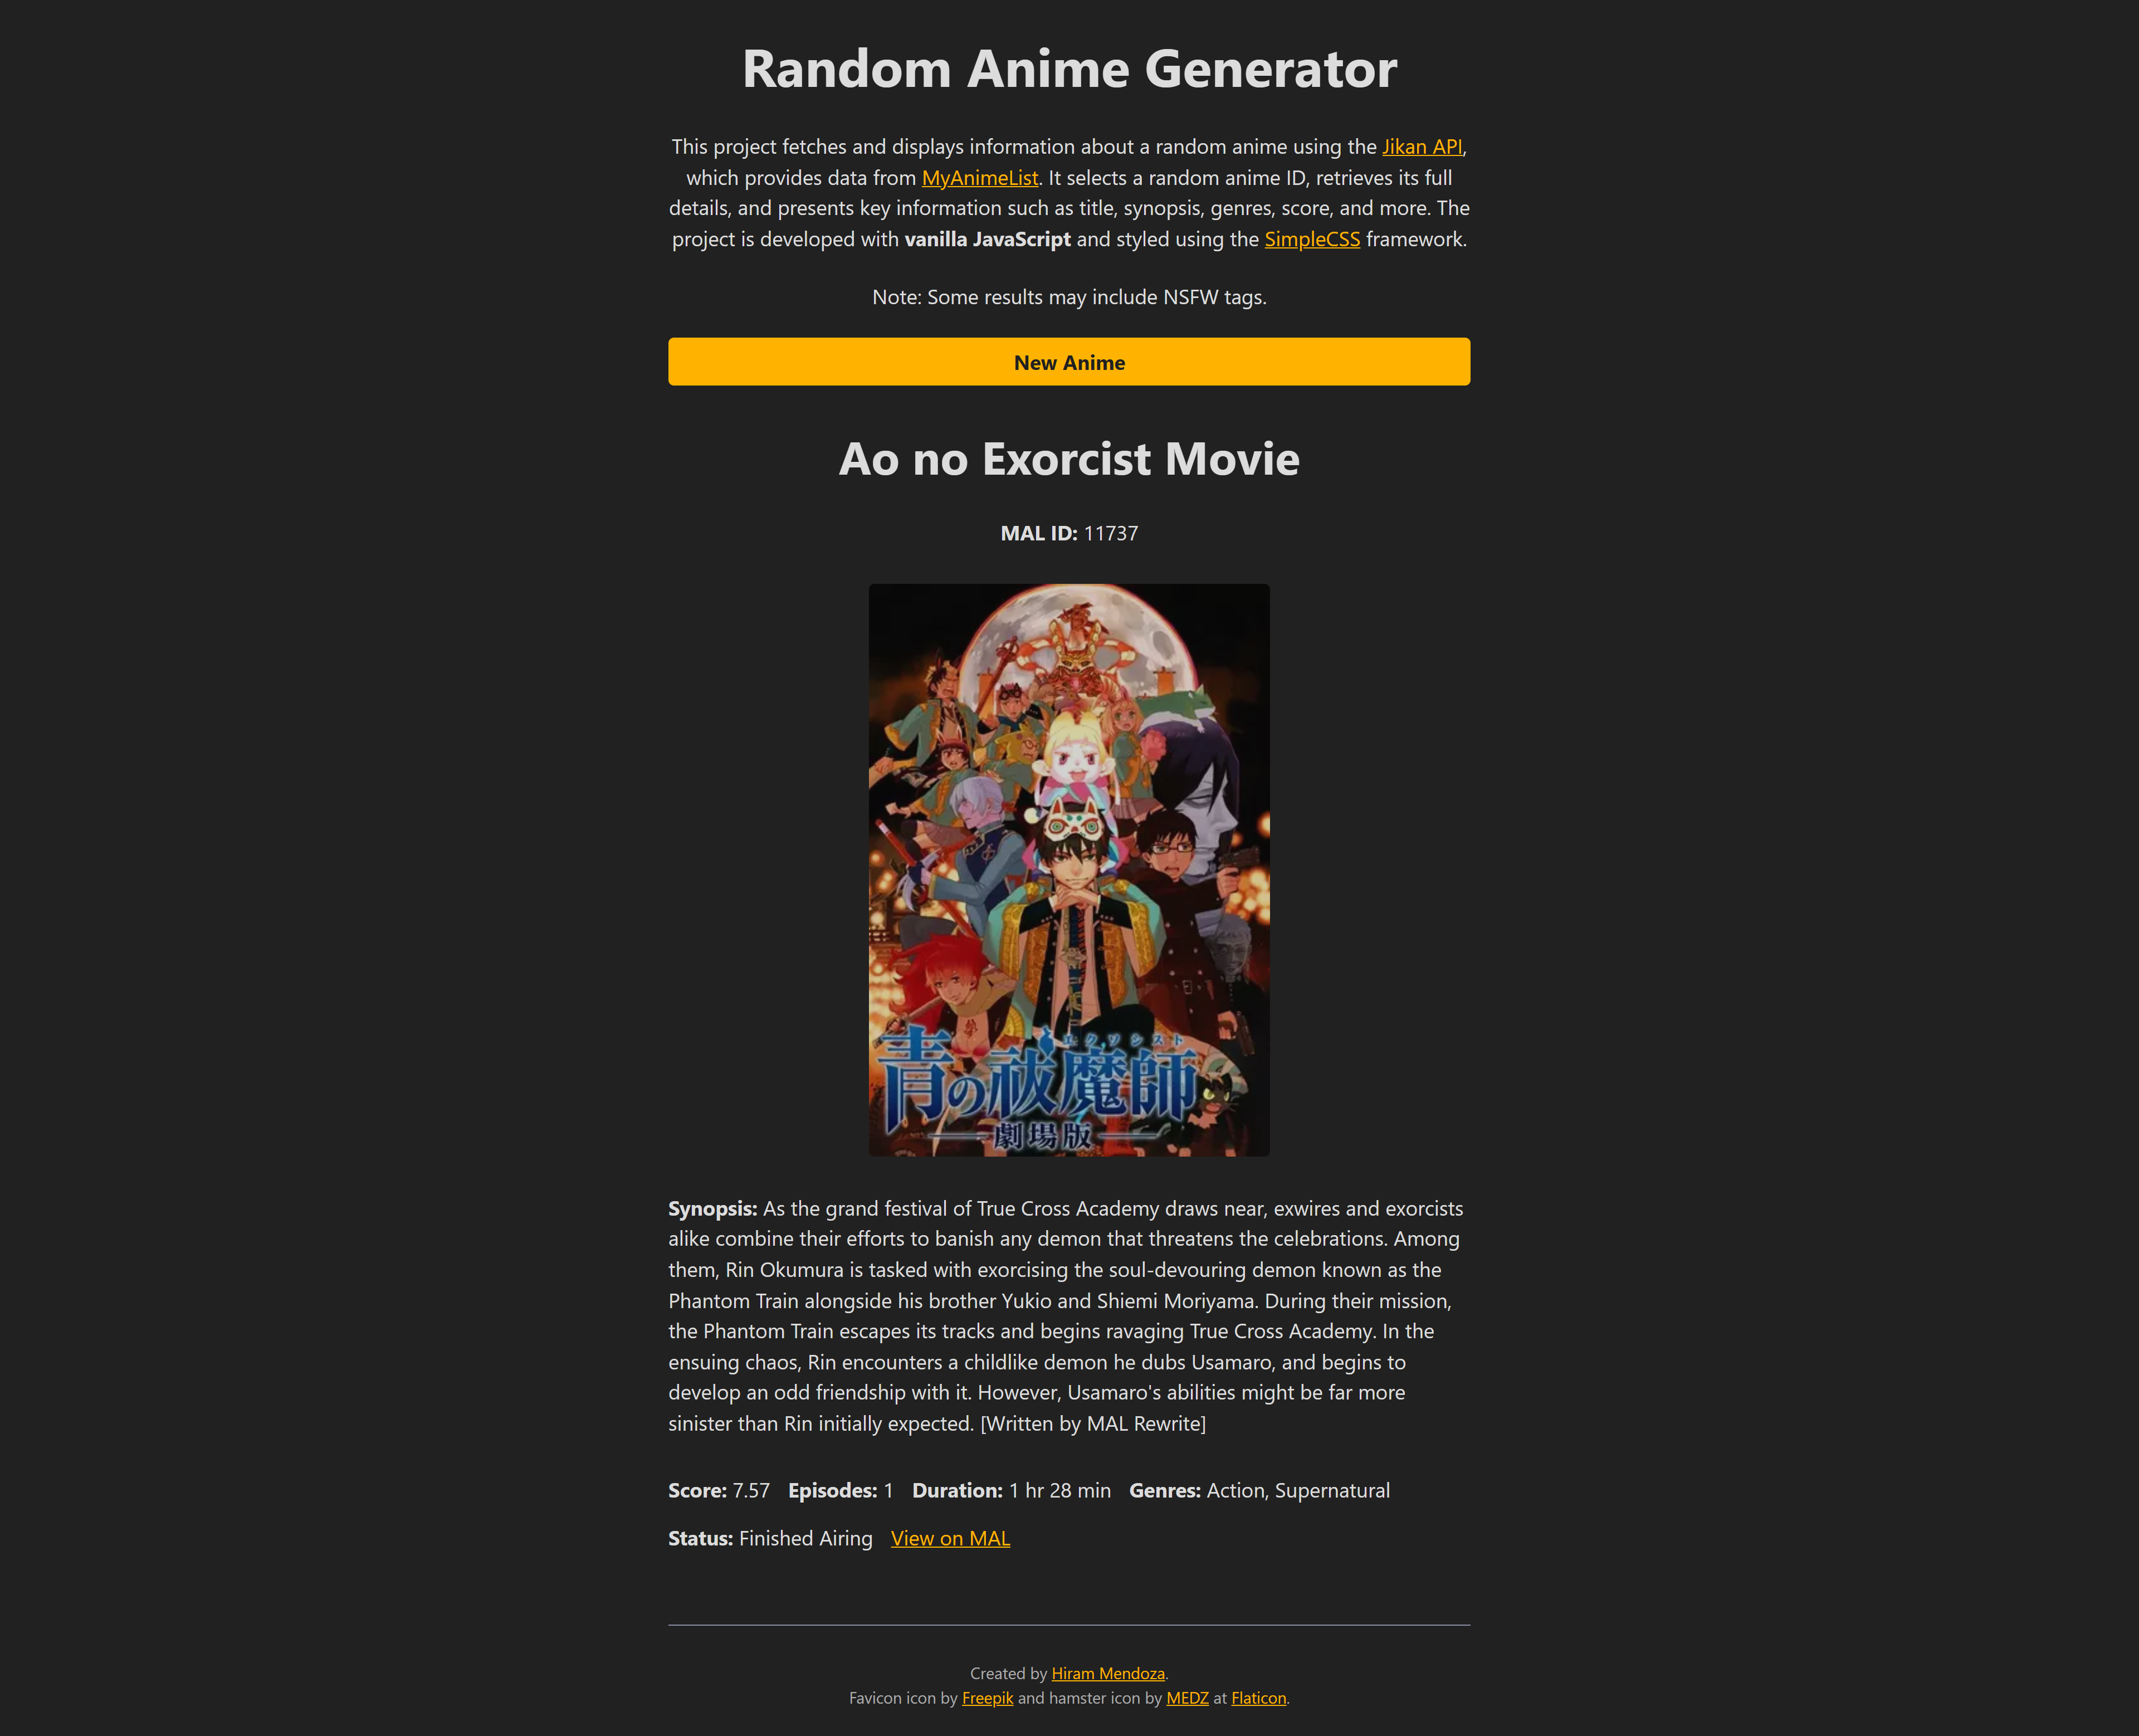 Random Anime Generator
This project fetches and displays information about a random anime using the Jikan API,
which provides data from MyAnimeList. It selects a random anime ID, retrieves its full
details, and presents key information such as title, synopsis, genres, score, and more. The
project is developed with vanilla JavaScript and styled using the SimpleCSS framework.
Note: Some results may include NSFW tags.
New Anime
Ao no Exorcist Movie
MAL ID: 11737
エクソシスト
青の祓魔師
劇場版
Synopsis: As the grand festival of True Cross Academy draws near, exwires and exorcists
alike combine their efforts to banish any demon that threatens the celebrations. Among
them, Rin Okumura is tasked with exorcising the soul-devouring demon known as the
Phantom Train alongside his brother Yukio and Shiemi Moriyama. During their mission,
the Phantom Train escapes its tracks and begins ravaging True Cross Academy. In the
ensuing chaos, Rin encounters a childlike demon he dubs Usamaro, and begins to
develop an odd friendship with it. However, Usamaro's abilities might be far more
sinister than Rin initially expected. [Written by MAL Rewrite]
Score: 7.57 Episodes: 1 Duration: 1 hr 28 min Genres: Action, Supernatural
Status: Finished Airing View on MAL
Created by Hiram Mendoza.
Favicon icon by Freepik and hamster icon by MEDZ at Flaticon.